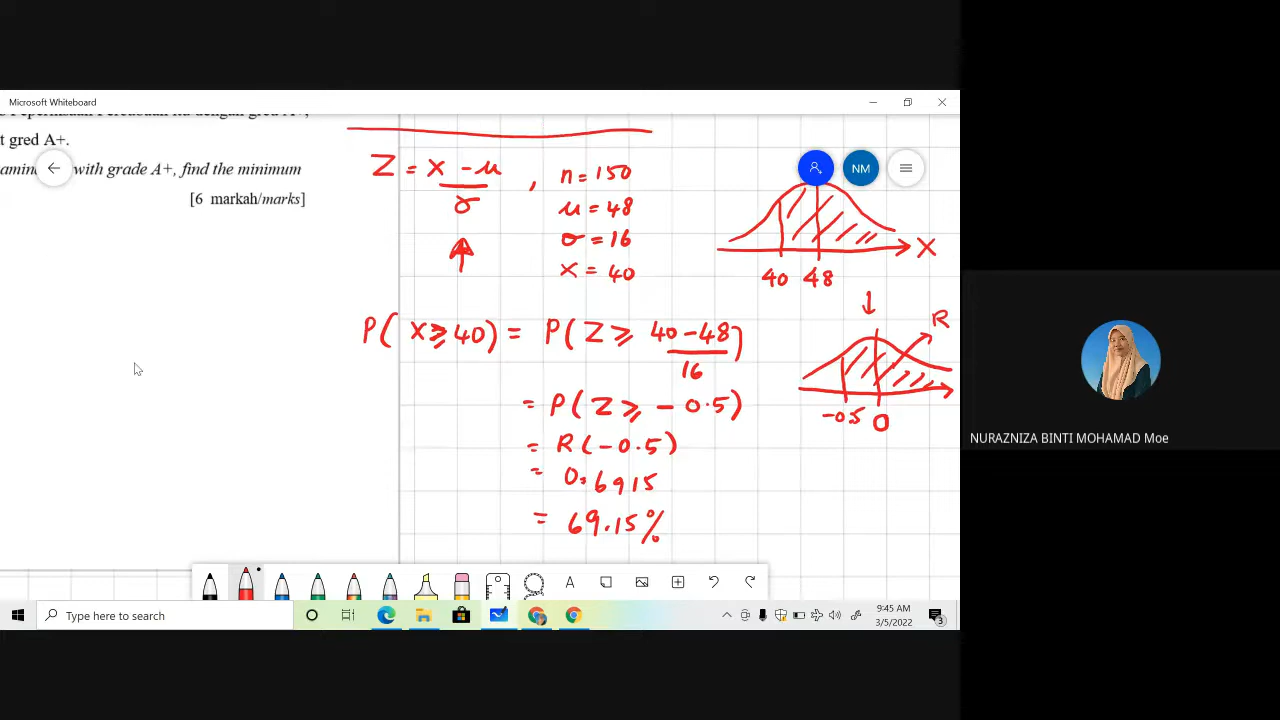 Microsoft Whiteboard
t gred A+.
with grade A+, find the minimum
[6 markah/marks]
Z = X - μ / σ , n = 150
μ = 48
σ = 16
x = 40
X
40 48
P( X ≥ 40) = P( Z ≥ 40 - 48 / 16 )
R
= P( Z ≥ - 0.5)
-0.5 0
= R(-0.5)
= 0.6915
= 69.15%
NM
NURAZNIZA BINTI MOHAMAD Moe
Type here to search
9:45 AM
3/5/2022
3